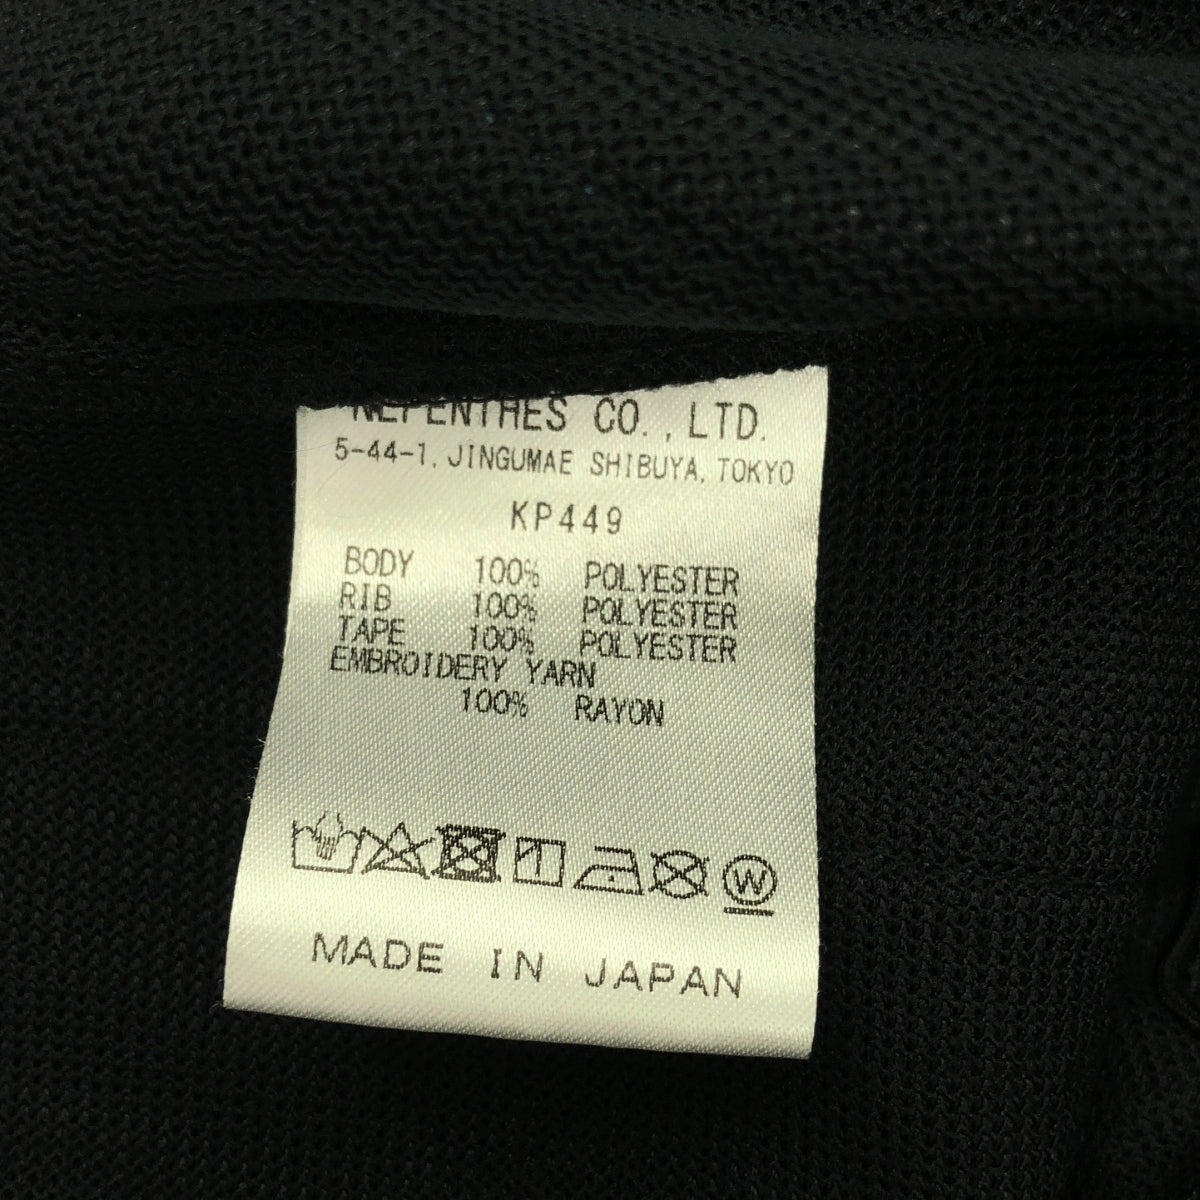 NEPENTHES CO., LTD.
5-44-1, JINGUMAE SHIBUYA, TOKYO
KP449
BODY 100% POLYESTER
RIB 100% POLYESTER
TAPE 100% POLYESTER
EMBROIDERY YARN
100% RAYON
W
MADE IN JAPAN